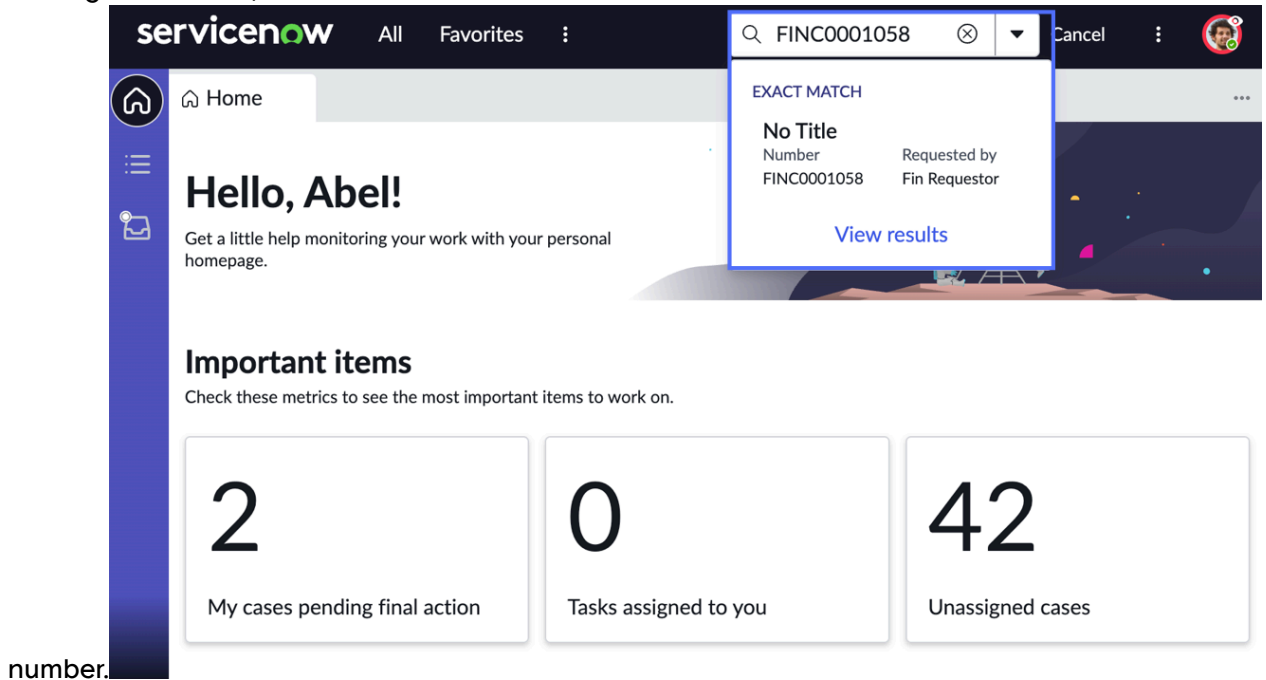 servicenow All Favorites FINC0001058 Cancel
Home
EXACT MATCH
No Title
Number Requested by
FINC0001058 Fin Requestor
View results
Hello, Abel!
Get a little help monitoring your work with your personal
homepage.
Important items
Check these metrics to see the most important items to work on.
2 0 42
My cases pending final action Tasks assigned to you Unassigned cases
number.